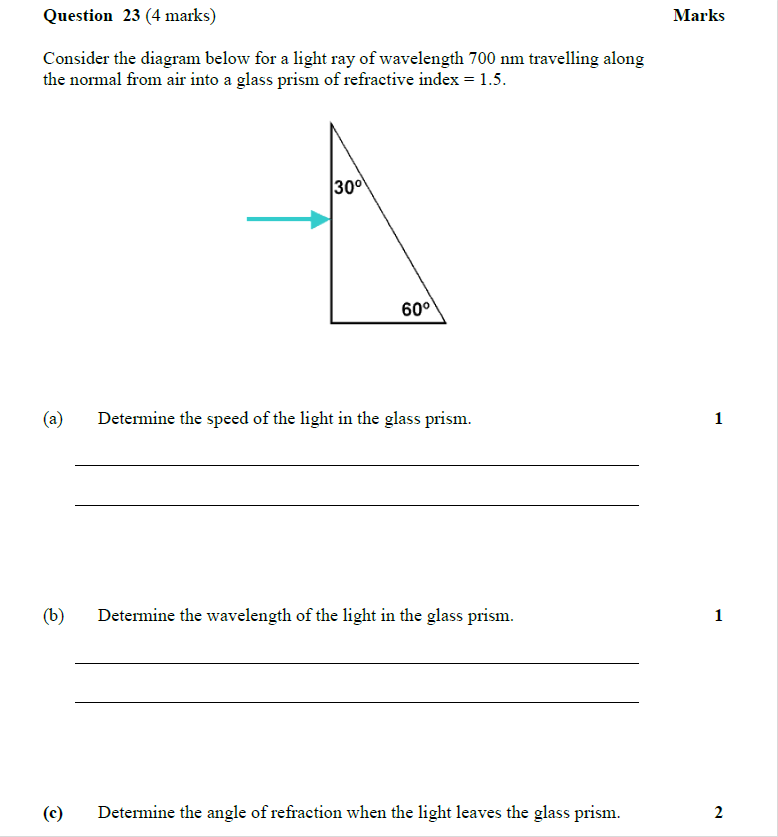 Question 23 (4 marks) Marks
Consider the diagram below for a light ray of wavelength 700 nm travelling along
the normal from air into a glass prism of refractive index = 1.5.
30º
60º
(a) Determine the speed of the light in the glass prism. 1
(b) Determine the wavelength of the light in the glass prism. 1
(c) Determine the angle of refraction when the light leaves the glass prism. 2